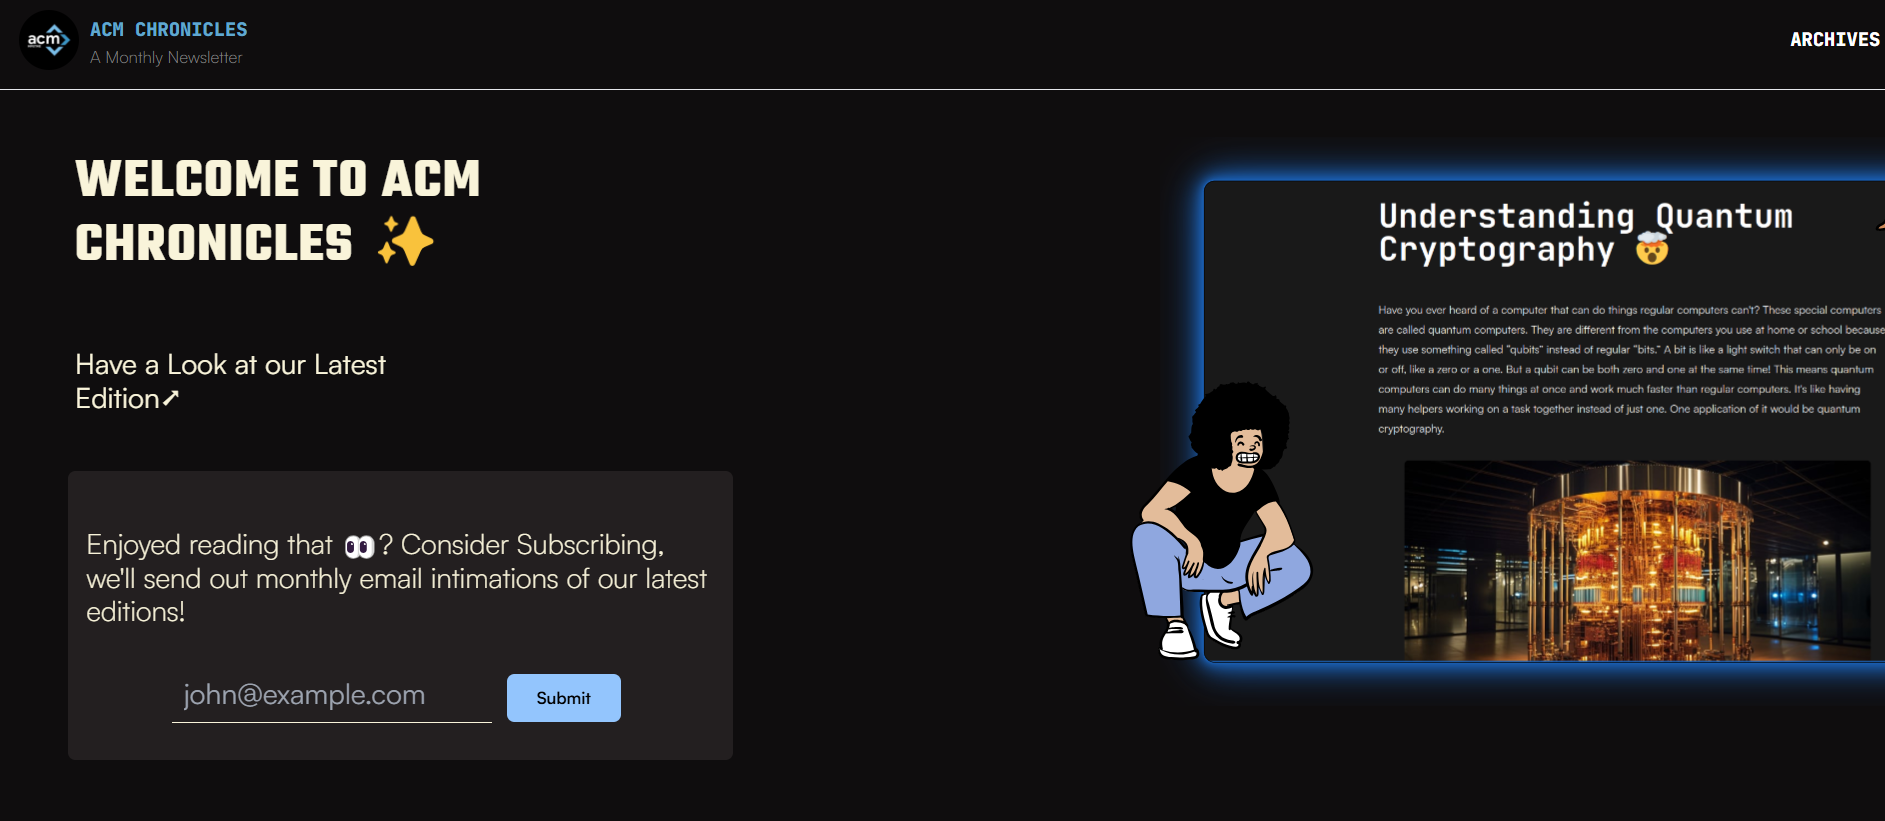 acm
ACM CHRONICLES
A Monthly Newsletter
ARCHIVES
WELCOME TO ACM
CHRONICLES ✨
Have a Look at our Latest
Edition↗
Enjoyed reading that 👀? Consider Subscribing,
we'll send out monthly email intimations of our latest
editions!
john@example.com
Submit
Understanding Quantum
Cryptography 🤯
Have you ever heard of a computer that can do things regular computers can't? These special computers
are called quantum computers. They are different from the computers you use at home or school because
they use something called "qubits" instead of regular "bits." A bit is like a light switch that can only be on
or off, like a zero or a one. But a qubit can be both zero and one at the same time! This means quantum
computers can do many things at once and work much faster than regular computers. It's like having
many helpers working on a task together instead of just one. One application of it would be quantum
cryptography.